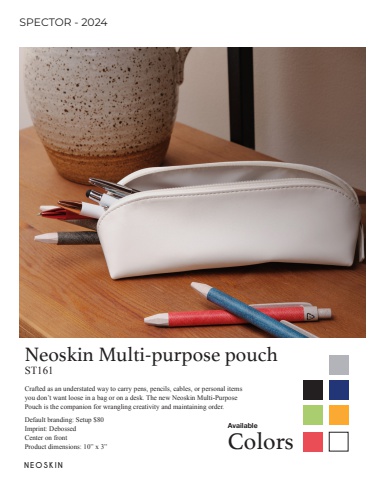 SPECTOR - 2024
Neoskin Multi-purpose pouch
ST161
Crafted as an understated way to carry pens, pencils, cables, or personal items
you don't want loose in a bag or on a desk. The new Neoskin Multi-Purpose
Pouch is the companion for wrangling creativity and maintaining order.
Default branding: Setup $80
Imprint: Debossed
Center on front
Product dimensions: 10" x 3"
Available
Colors
NEOSKIN